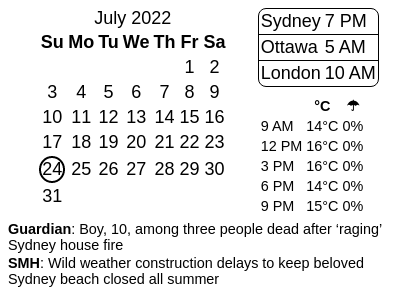 July 2022
Su Mo Tu We Th Fr Sa
1 2
3 4 5 6 7 8 9
10 11 12 13 14 15 16
17 18 19 20 21 22 23
24 25 26 27 28 29 30
31
Sydney 7 PM
Ottawa 5 AM
London 10 AM
°C ☂
9 AM 14°C 0%
12 PM 16°C 0%
3 PM 16°C 0%
6 PM 14°C 0%
9 PM 15°C 0%
Guardian: Boy, 10, among three people dead after ‘raging’
Sydney house fire
SMH: Wild weather construction delays to keep beloved
Sydney beach closed all summer